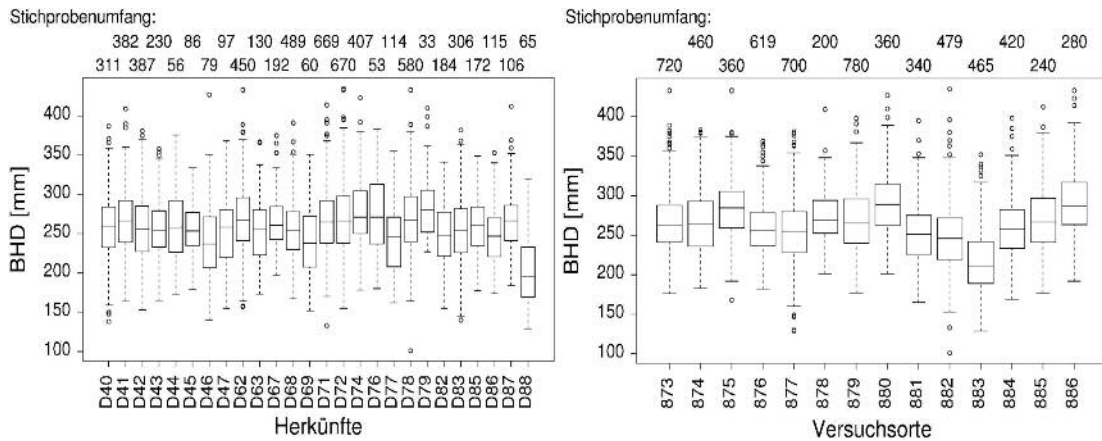 Stichprobenumfang:
382 230 86 97 130 489 669 407 114 33 306 115 65
311 387 56 79 450 192 60 670 53 580 184 172 106
400
350
300
250
200
150
100
BHD [mm]
D40 D41 D42 D43 D44 D45 D46 D47 D62 D63 D67 D68 D69 D71 D72 D74 D76 D77 D78 D79 D82 D83 D85 D86 D87 D88
Herkünfte
Stichprobenumfang:
460 619 200 360 479 420 280
720 360 700 780 340 465 240
400
350
300
250
200
150
100
BHD [mm]
873 874 875 876 877 878 879 880 881 882 883 884 885 886
Versuchsorte